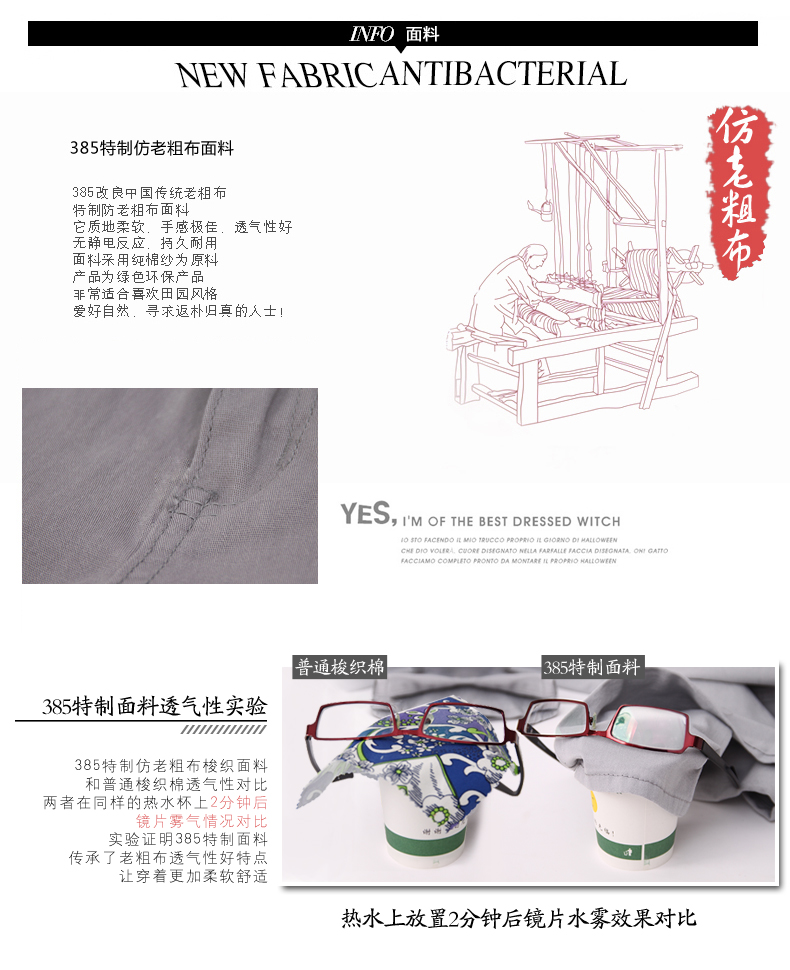 INFO 面料
NEW FABRICANTIBACTERIAL
仿老粗布
385特制仿老粗布面料
385改良中国传统老粗布
特制防老粗布面料
它质地柔软、手感极佳、透气性好
无静电反应、持久耐用
面料采用纯棉纱为原料
产品为绿色环保产品
非常适合喜欢田园风格
爱好自然、寻求返朴归真的人士!
YES, I'M OF THE BEST DRESSED WITCH
IO STO FACENDO IL MIO TRUCCO PROPRIO IL GIORNO DI HALLOWEEN
CHE DIO VOLER人. CUORE DISEGNATO NELLA FARFALLE FACCIA DISEGNATA. OH! GATTO
FACCIAMO COMPLETO PRONTO DA MONTARE IL PROPRIO HALLOWEEN
普通梭织棉
385特制面料
385特制面料透气性实验
385特制仿老粗布梭织面料
和普通梭织棉透气性对比
两者在同样的热水杯上2分钟后
镜片雾气情况对比
实验证明385特制面料
传承了老粗布透气性好特点
让穿着更加柔软舒适
谢谢
热水上放置2分钟后镜片水雾效果对比